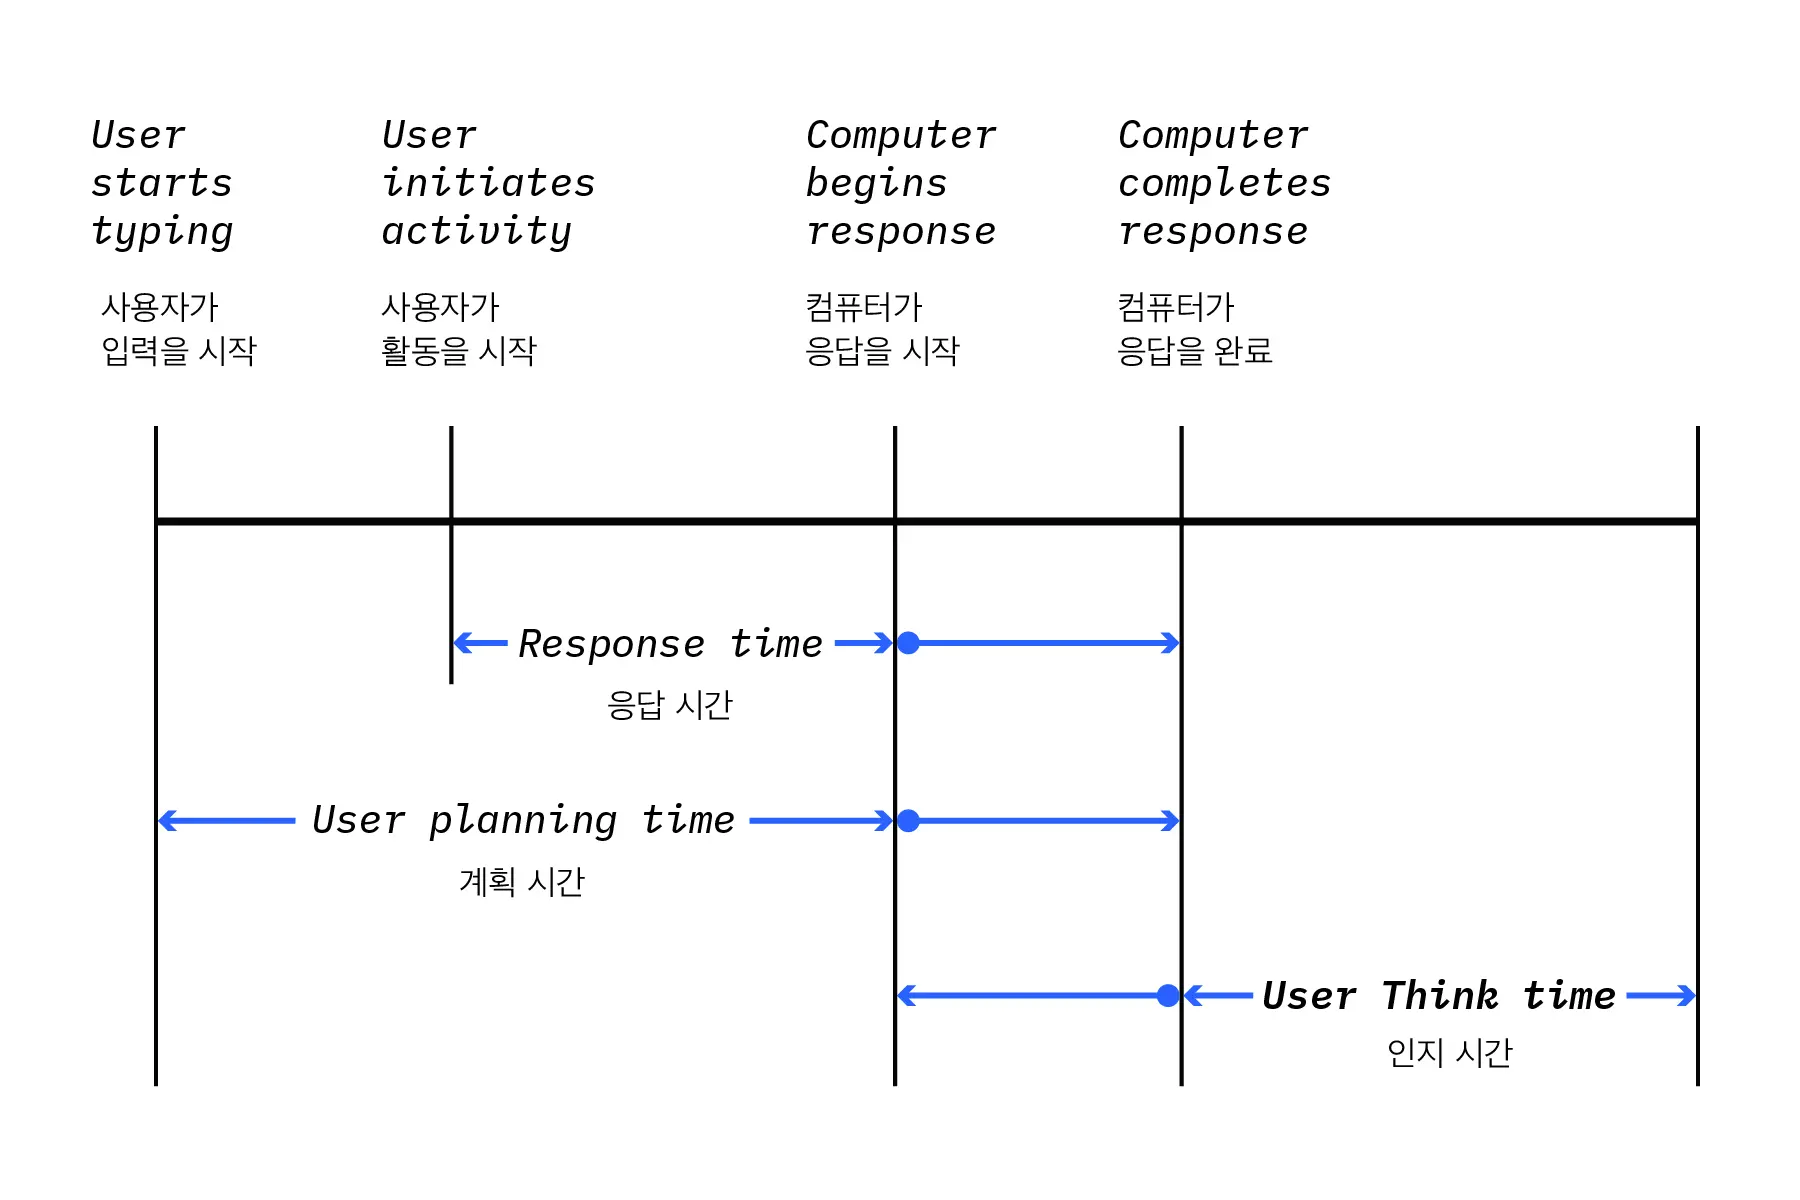 User
starts
typing
사용자가
입력을 시작
User
initiates
activity
사용자가
활동을 시작
Computer
begins
response
컴퓨터가
응답을 시작
Computer
completes
response
컴퓨터가
응답을 완료
Response time
응답 시간
User planning time
계획 시간
User Think time
인지 시간